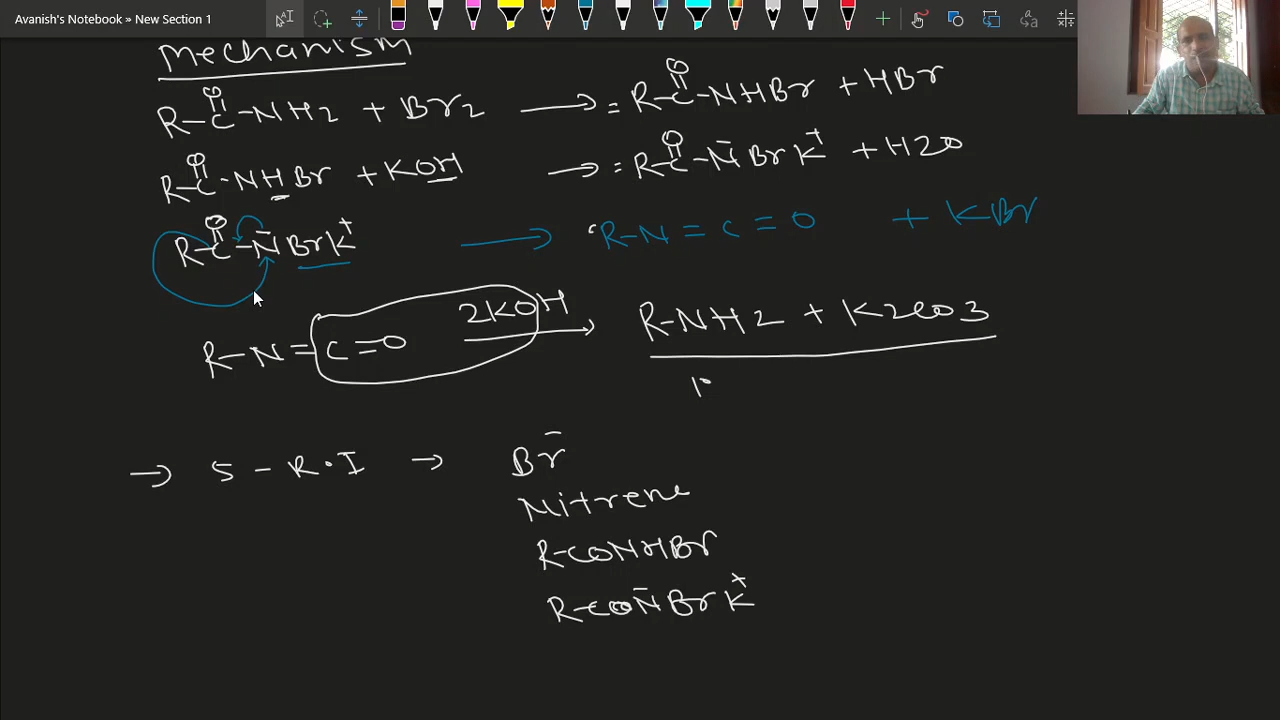 Avanish's Notebook » New Section 1
mechanism
R-C(=O)-NH2 + Br2 → = R-C(=O)-NHBr + HBr
R-C(=O)-NHBr + KOH → = R-C(=O)-N̄BrK⁺ + H2O
R-C(=O)-N̄BrK⁺ → R-N=C=O + KBr
R-N=C=O 2KOH → R-NH2 + K2CO3
1°
→ S-R.I → Br⁻
Nitrene
R-CONHBr
R-CON̄BrK⁺